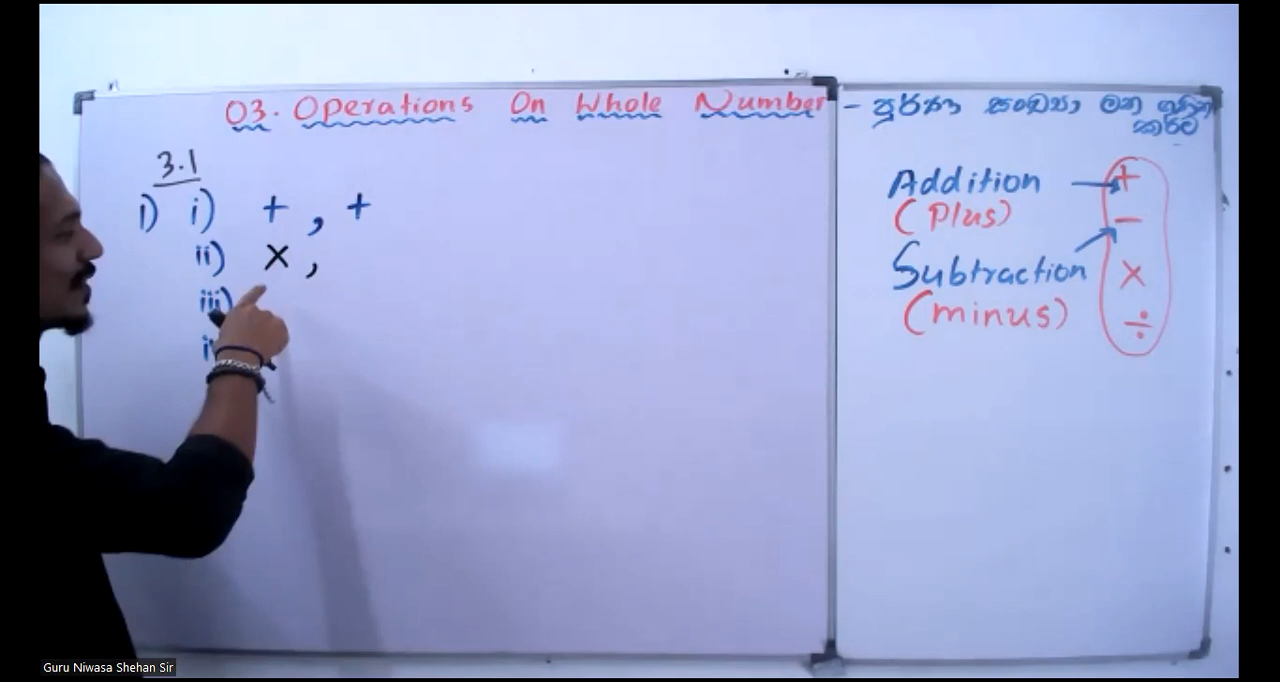 03. Operations On Whole Number - පූර්ණ සංඛ්‍යා මත ගණිත
කර්ම
3.1
i) i) + , +
ii) × ,
iii)
Addition → +
(Plus)
-
Subtraction
×
(minus)
÷
Guru Niwasa Shehan Sir